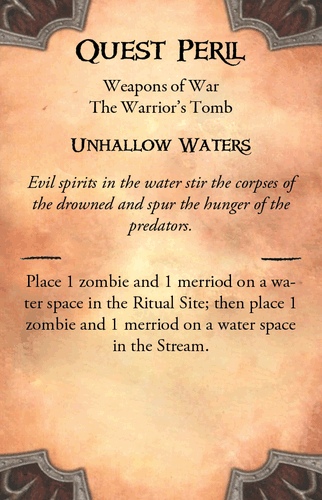 Quest Peril
Weapons of War
The Warrior's Tomb
Unhallow Waters
Evil spirits in the water stir the corpses of
the drowned and spur the hunger of the
predators.
Place 1 zombie and 1 merriod on a wa-
ter space in the Ritual Site; then place 1
zombie and 1 merriod on a water space
in the Stream.